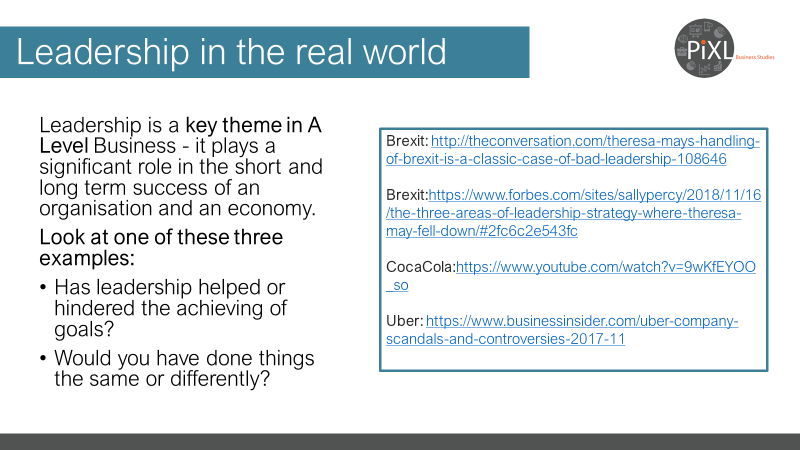 Leadership in the real world
PiXL
Business Studies
Leadership is a key theme in A
Level Business - it plays a
significant role in the short and
long term success of an
organisation and an economy.
Look at one of these three
examples:
• Has leadership helped or
hindered the achieving of
goals?
• Would you have done things
the same or differently?
Brexit: http://theconversation.com/theresa-mays-handling-
of-brexit-is-a-classic-case-of-bad-leadership-108646
Brexit:https://www.forbes.com/sites/sallypercy/2018/11/16
/the-three-areas-of-leadership-strategy-where-theresa-
may-fell-down/#2fc6c2e543fc
CocaCola:https://www.youtube.com/watch?v=9wKfEYOO
_so
Uber: https://www.businessinsider.com/uber-company-
scandals-and-controversies-2017-11